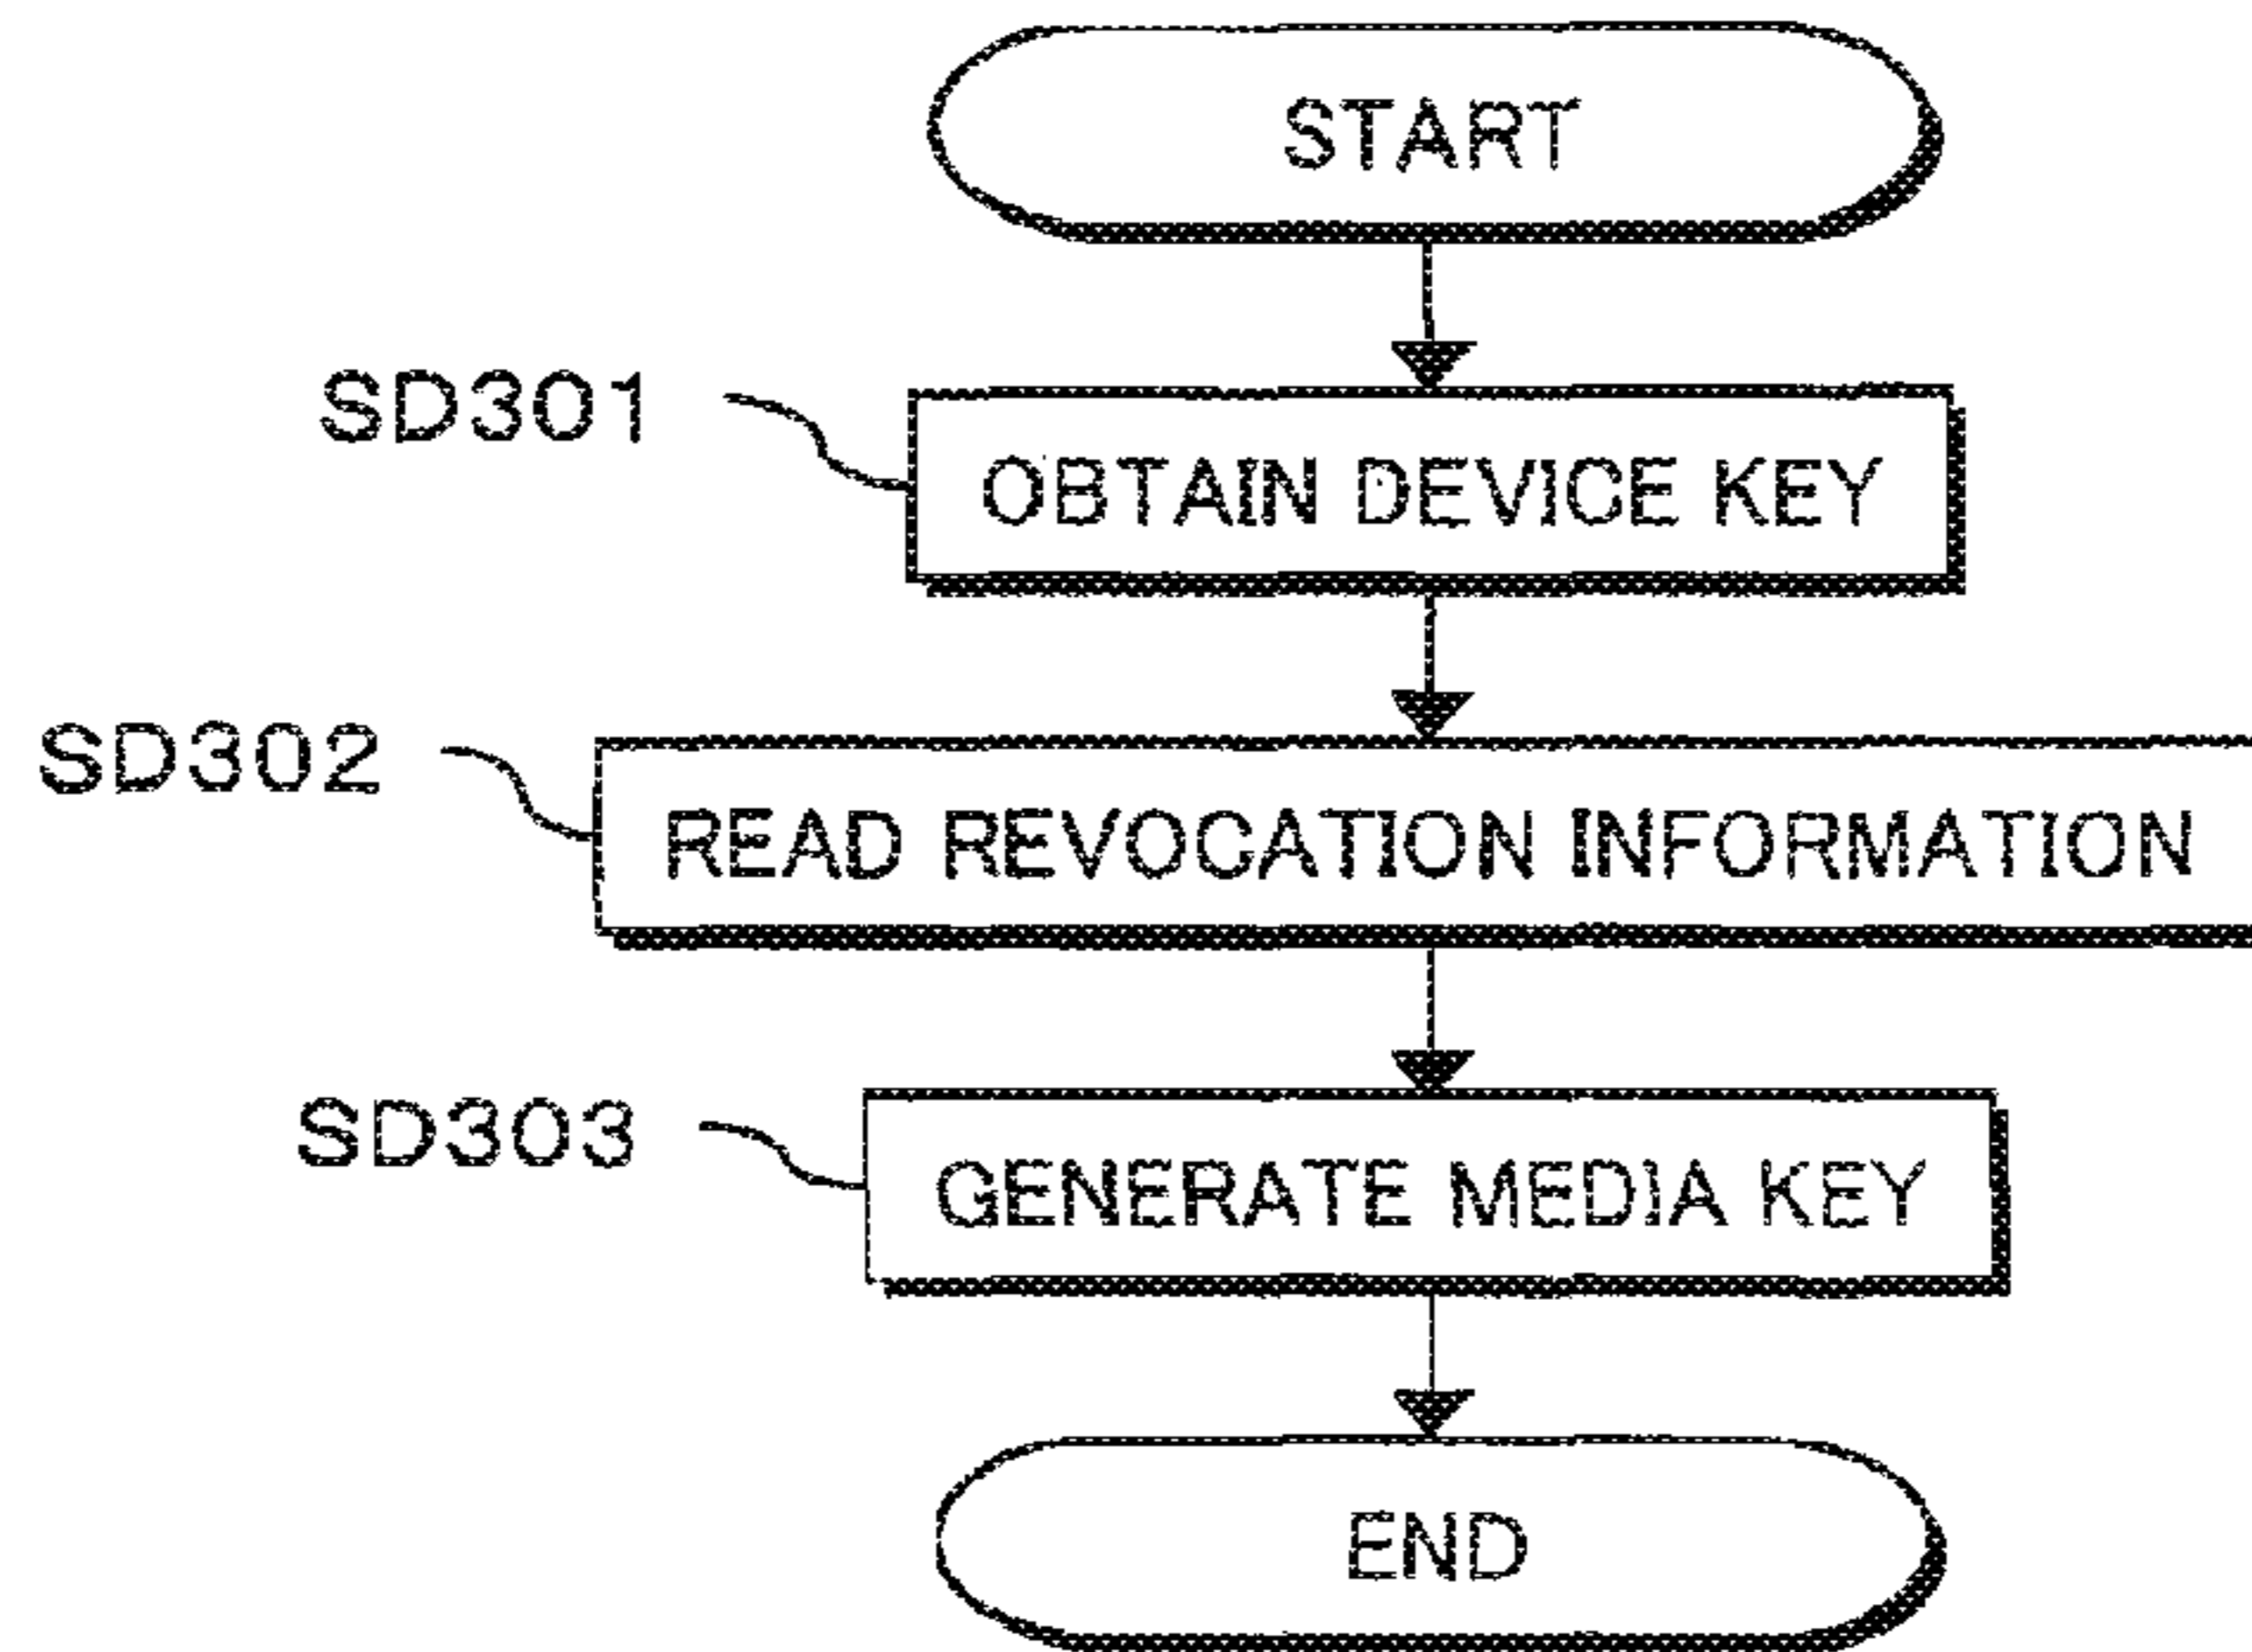 START
SD301
OBTAIN DEVICE KEY
SD302
READ REVOCATION INFORMATION
SD303
GENERATE MEDIA KEY
END